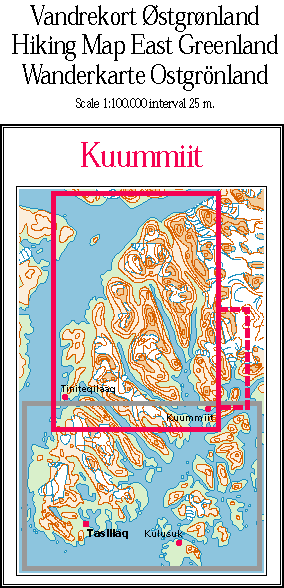 Vandrekort Østgrønland
Hiking Map East Greenland
Wanderkarte Ostgrönland
Scale 1:100.000 interval 25 m.
Kuummiit
Tiniteqilaaq
Kuummiit
Tasiilaq
Kulusuk